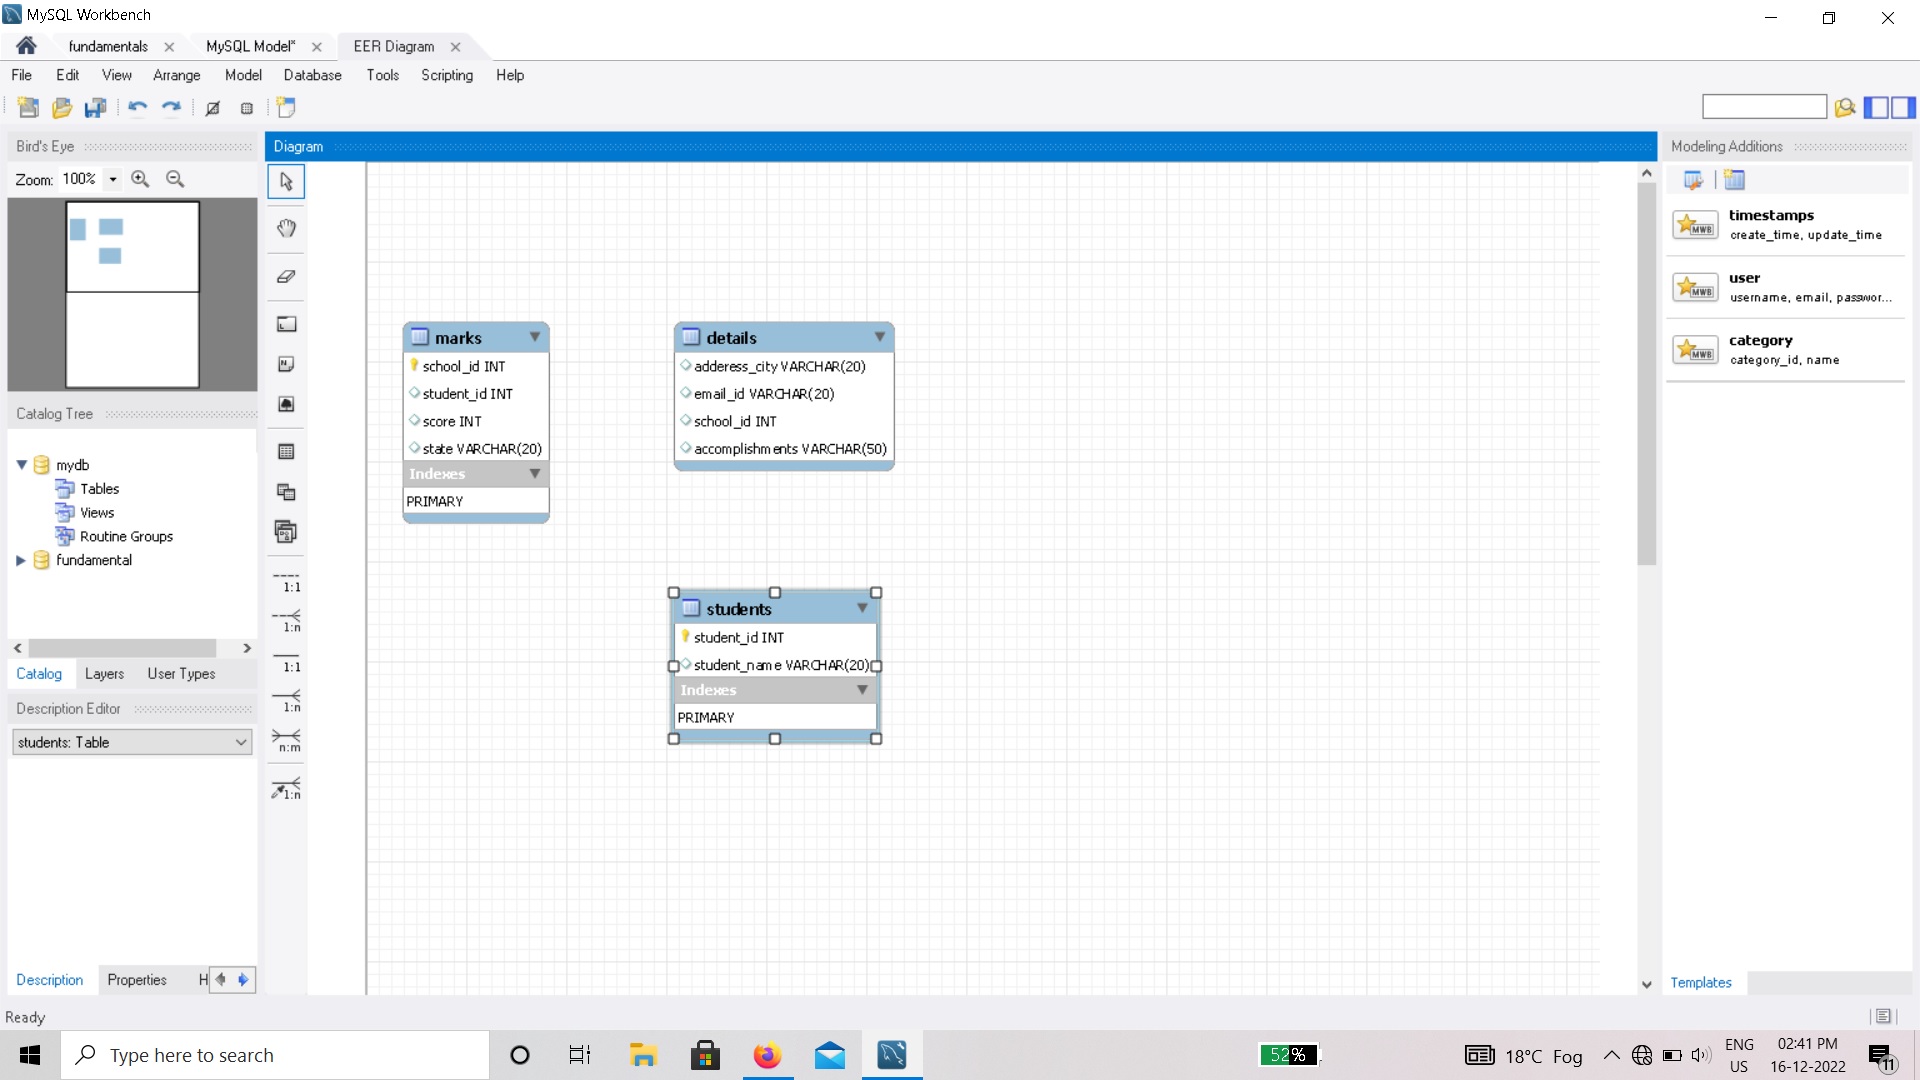 MySQL Workbench
fundamentals
MySQL Model*
EER Diagram
File Edit View Arrange Model Database Tools Scripting Help
Bird's Eye
Zoom: 100%
Catalog Tree
mydb
Tables
Views
Routine Groups
fundamental
Catalog Layers User Types
Description Editor
students: Table
Description Properties H
Diagram
1:1
1:n
1:1
1:n
n:m
1:n
marks
school_id INT
student_id INT
score INT
state VARCHAR(20)
Indexes
PRIMARY
details
adderess_city VARCHAR(20)
email_id VARCHAR(20)
school_id INT
accomplishments VARCHAR(50)
students
student_id INT
student_name VARCHAR(20)
Indexes
PRIMARY
Modeling Additions
MWB
timestamps
create_time, update_time
MWB
user
username, email, passwor...
MWB
category
category_id, name
Templates
Ready
Type here to search
52%
18°C Fog
ENG
US
02:41 PM
16-12-2022
11